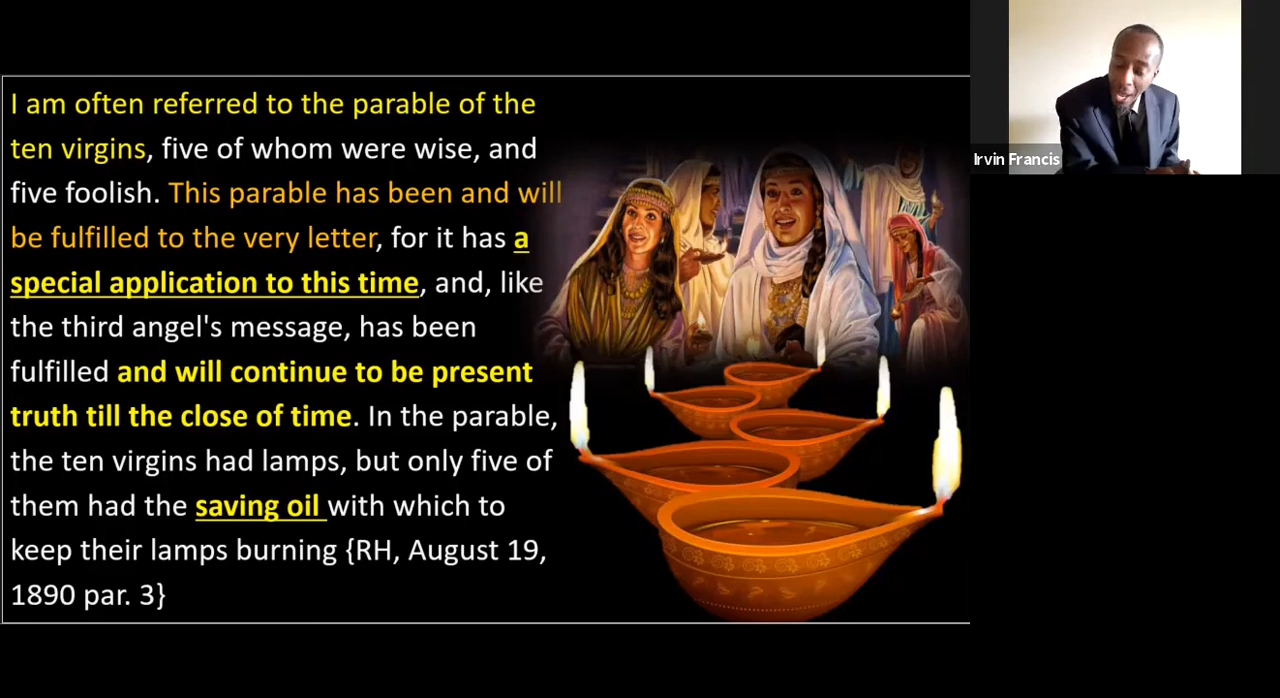 I am often referred to the parable of the
ten virgins, five of whom were wise, and
five foolish. This parable has been and will
be fulfilled to the very letter, for it has a
special application to this time, and, like
the third angel's message, has been
fulfilled and will continue to be present
truth till the close of time. In the parable,
the ten virgins had lamps, but only five of
them had the saving oil with which to
keep their lamps burning {RH, August 19,
1890 par. 3}
Irvin Francis